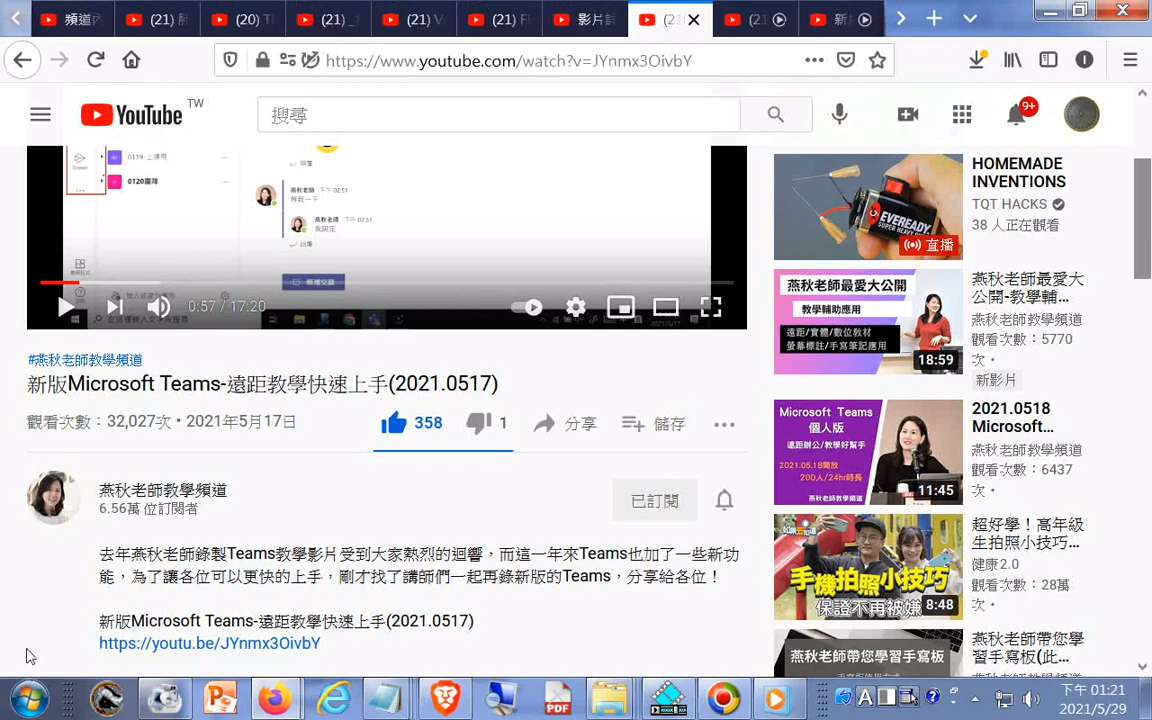 頻道內
(21) 肝
(20) T
(21) _
(21) V
(21) F
影片詳
(21
(21
新片
https://www.youtube.com/watch?v=JYnmx3OivbY
YouTube TW
搜尋
9+
0119-上課用
0120團隊
燕秋老師 下午 02:51
等我一下
燕秋老師 下午 02:51
我設定
回覆
新增交談
0:57 / 17:20
#燕秋老師教學頻道
新版Microsoft Teams-遠距教學快速上手(2021.0517)
觀看次數：32,027次 • 2021年5月17日
358
1
分享
儲存
燕秋老師教學頻道
6.56萬 位訂閱者
已訂閱
去年燕秋老師錄製Teams教學影片受到大家熱烈的迴響，而這一年來Teams也加了一些新功
能，為了讓各位可以更快的上手，剛才找了講師們一起再錄新版的Teams，分享給各位！
新版Microsoft Teams-遠距教學快速上手(2021.0517)
https://youtu.be/JYnmx3OivbY
EVEREADY
SUPER HEAVY DUTY
直播
HOMEMADE
INVENTIONS
TQT HACKS
38 人正在觀看
燕秋老師最愛大公開
教學輔助應用
遠距/實體/數位教材
螢幕標註/手寫筆記應用
18:59
燕秋老師最愛大
公開-教學輔...
燕秋老師教學頻道
觀看次數：5770
次 •
新影片
Microsoft Teams
個人版
遠距辦公/教學好幫手
2021.05.18開放
200人/24hr時長
燕秋老師教學頻道
11:45
2021.0518
Microsoft...
燕秋老師教學頻道
觀看次數：6437
次 •
手機拍照小技巧
保證不再被嫌
8:48
超好學！高年級
生拍照小技巧...
健康2.0
觀看次數：28萬
次 •
燕秋老師帶您學習手寫板
燕秋老師帶您學
習手寫板(此...
PDF
下午 01:21
2021/5/29